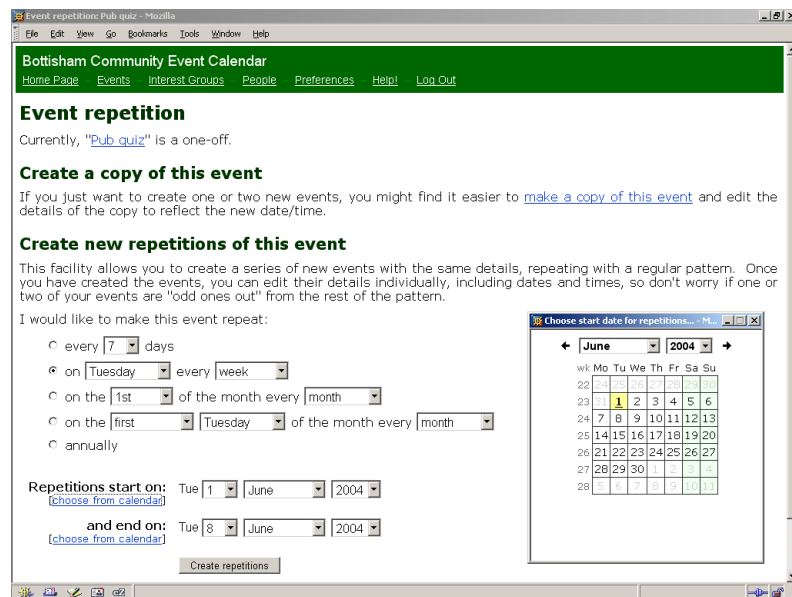 Event repetition: Pub quiz - Mozilla
File Edit View Go Bookmarks Tools Window Help
Bottisham Community Event Calendar
Home Page - Events - Interest Groups - People - Preferences - Help! - Log Out
Event repetition
Currently, "Pub quiz" is a one-off.
Create a copy of this event
If you just want to create one or two new events, you might find it easier to make a copy of this event and edit the
details of the copy to reflect the new date/time.
Create new repetitions of this event
This facility allows you to create a series of new events with the same details, repeating with a regular pattern. Once
you have created the events, you can edit their details individually, including dates and times, so don't worry if one or
two of your events are "odd ones out" from the rest of the pattern.
I would like to make this event repeat:
every 7 days
on Tuesday every week
on the 1st of the month every month
on the first Tuesday of the month every month
annually
Repetitions start on: Tue 1 June 2004
[choose from calendar]
and end on: Tue 8 June 2004
[choose from calendar]
Create repetitions
Choose start date for repetitions... - M...
June 2004
wk Mo Tu We Th Fr Sa Su
22 24 25 26 27 28 29 30
23 31 1 2 3 4 5 6
24 7 8 9 10 11 12 13
25 14 15 16 17 18 19 20
26 21 22 23 24 25 26 27
27 28 29 30 1 2 3 4
28 5 6 7 8 9 10 11